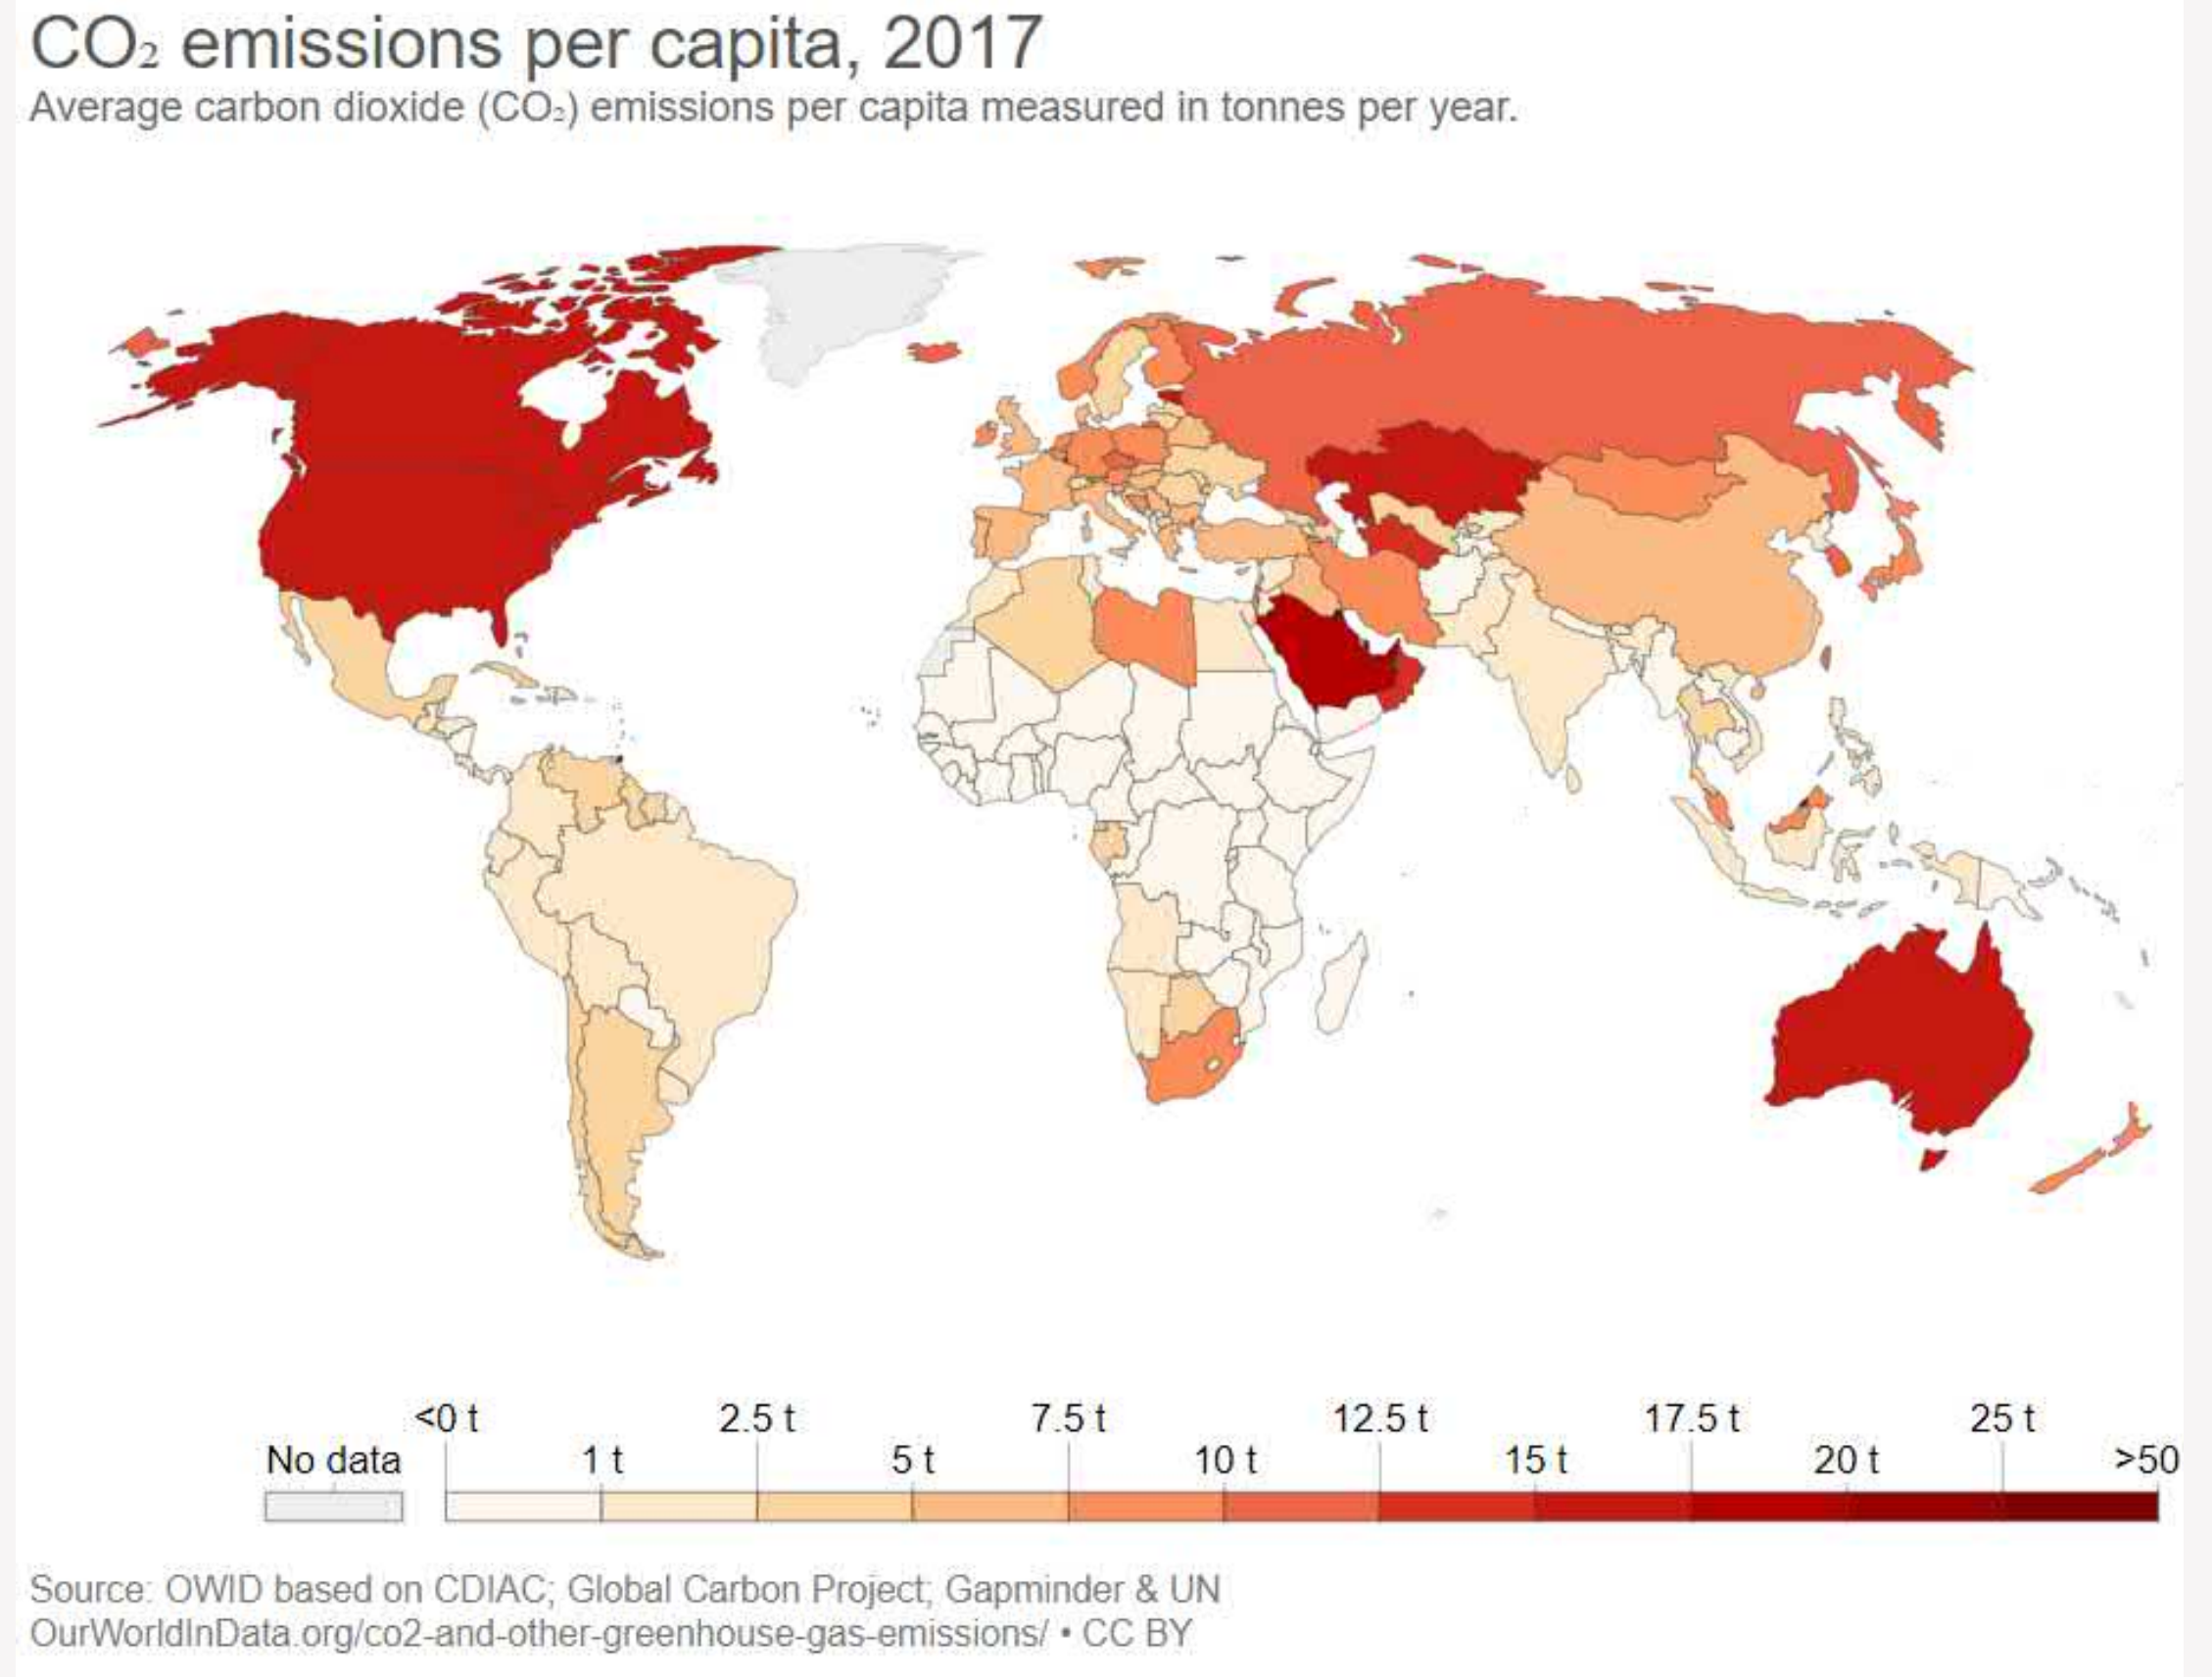 CO₂ emissions per capita, 2017
Average carbon dioxide (CO₂) emissions per capita measured in tonnes per year.
<0 t 2.5 t 7.5 t 12.5 t 17.5 t 25 t
No data 1 t 5 t 10 t 15 t 20 t >50
Source: OWID based on CDIAC; Global Carbon Project; Gapminder & UN
OurWorldInData.org/co2-and-other-greenhouse-gas-emissions/ • CC BY